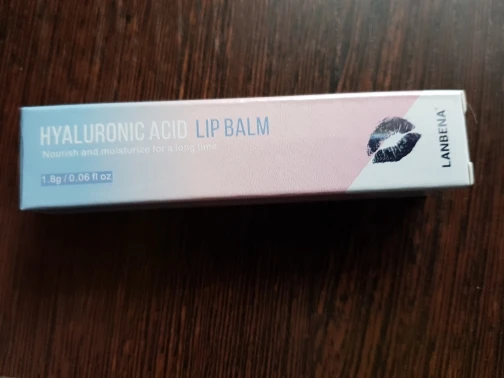 HYALURONIC ACID LIP BALM
Nourish and moisturize for a long time
1.8g / 0.06 fl oz
LANBENA